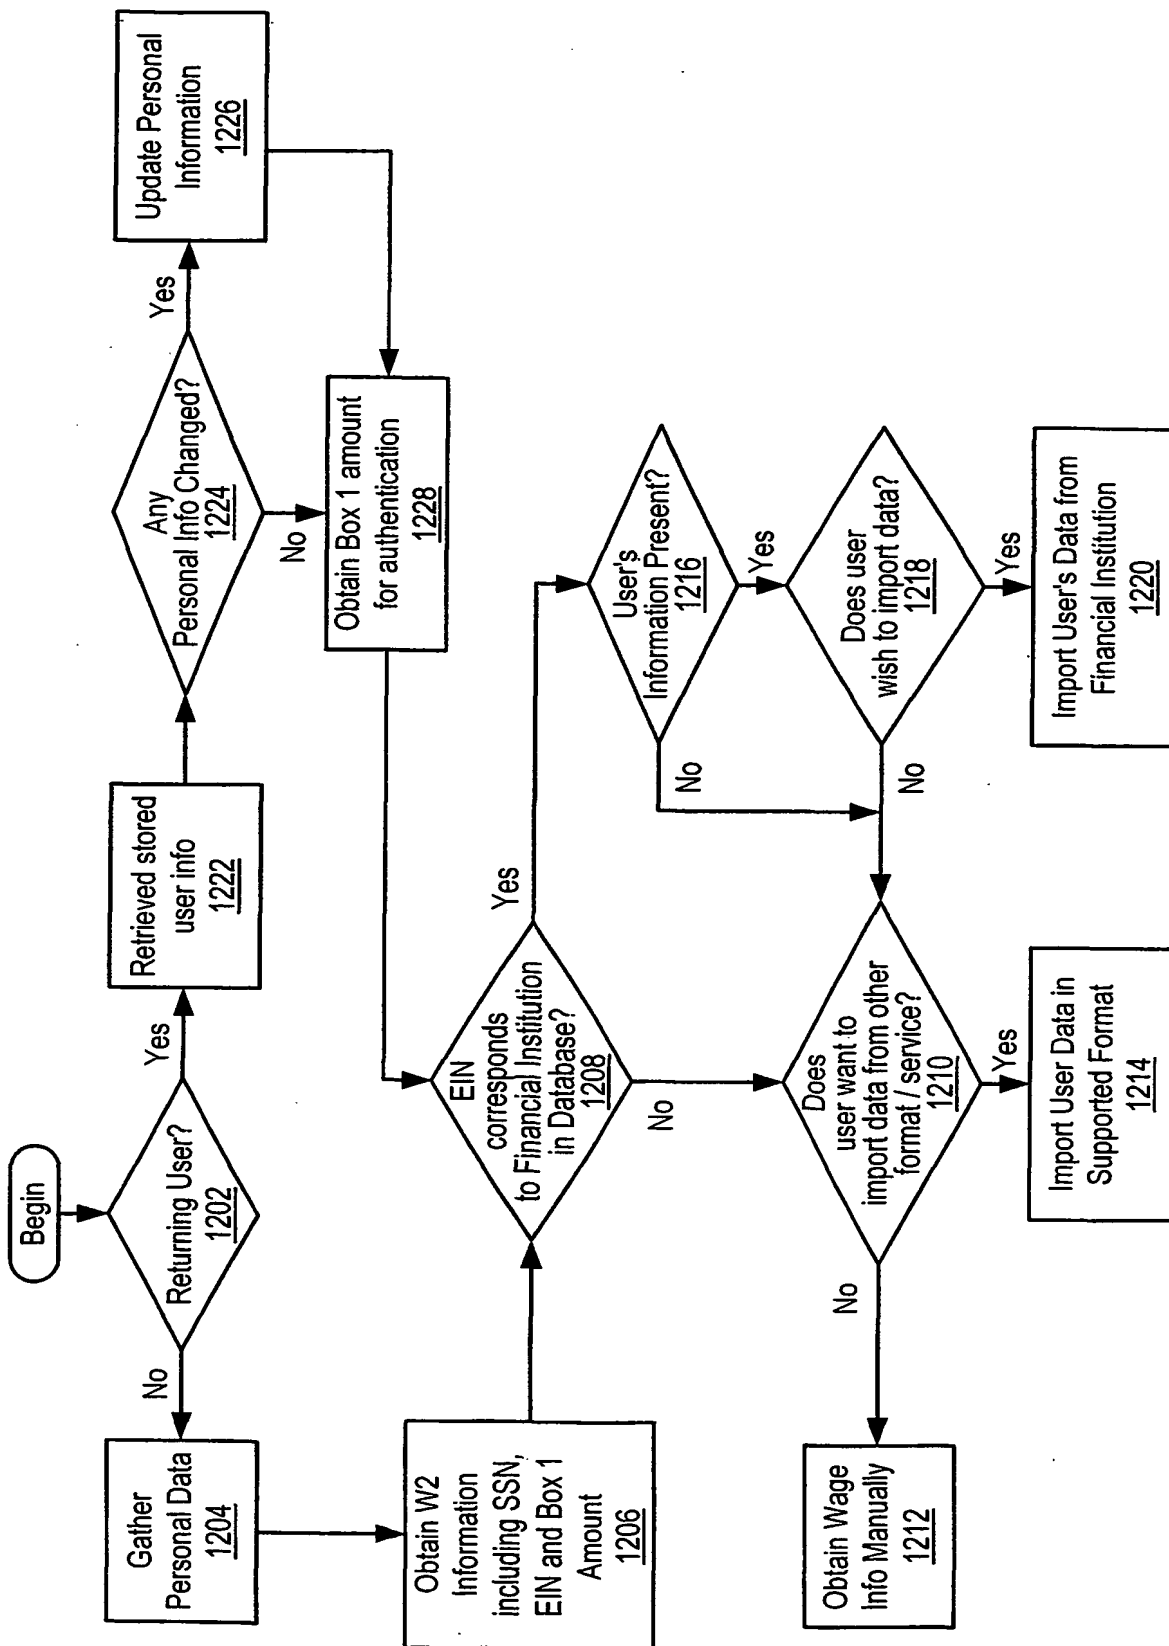 Begin
Returning User?
1202
No
Yes
Gather
Personal Data
1204
Retrieved stored
user info
1222
Any
Personal Info Changed?
1224
Yes
No
Update Personal
Information
1226
Obtain Box 1 amount
for authentication
1228
Obtain W2
Information
including SSN,
EIN and Box 1
Amount
1206
EIN
corresponds
to Financial Institution
in Database?
1208
Yes
No
User's
Information Present?
1216
No
Yes
Does user
wish to import data?
1218
No
Yes
Does
user want to
import data from other
format / service?
1210
No
Yes
Obtain Wage
Info Manually
1212
Import User Data in
Supported Format
1214
Import User's Data from
Financial Institution
1220